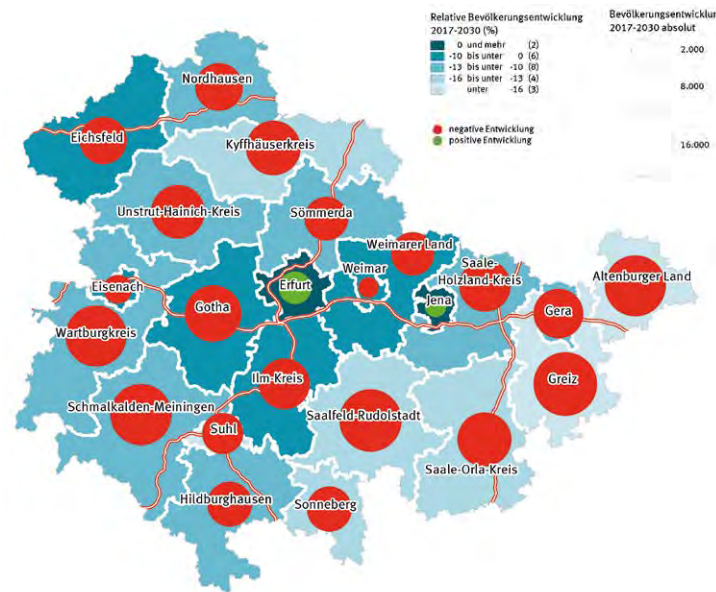 Relative Bevölkerungsentwicklung
2017-2030 (%)
0 und mehr (2)
-10 bis unter 0 (6)
-13 bis unter -10 (8)
-16 bis unter -13 (4)
unter -16 (3)
negative Entwicklung
positive Entwicklung
Bevölkerungsentwicklu
2017-2030 absolut
2.000
8.000
16.000
Nordhausen
Eichsfeld
Kyffhäuserkreis
Unstrut-Hainich-Kreis
Sömmerda
Weimarer Land
Weimar
Saale-
Holzland-Kreis
Altenburger Land
Eisenach
Erfurt
Jena
Gera
Gotha
Wartburgkreis
Ilm-Kreis
Greiz
Schmalkalden-Meiningen
Saalfeld-Rudolstadt
Suhl
Saale-Orla-Kreis
Hildburghausen
Sonneberg